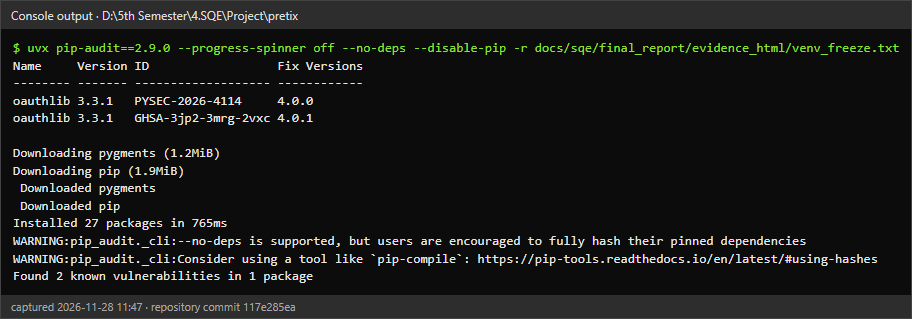 Console output · D:\5th Semester\4.SQE\Project\pretix
$ uvx pip-audit==2.9.0 --progress-spinner off --no-deps --disable-pip -r docs/sqe/final_report/evidence_html/venv_freeze.txt
Name     Version ID                  Fix Versions
-------- ------- ------------------- ------------
oauthlib 3.3.1   PYSEC-2026-4114     4.0.0
oauthlib 3.3.1   GHSA-3jp2-3mrg-2vxc 4.0.1
Downloading pygments (1.2MiB)
Downloading pip (1.9MiB)
 Downloaded pygments
 Downloaded pip
Installed 27 packages in 765ms
WARNING:pip_audit._cli:--no-deps is supported, but users are encouraged to fully hash their pinned dependencies
WARNING:pip_audit._cli:Consider using a tool like `pip-compile`: https://pip-tools.readthedocs.io/en/latest/#using-hashes
Found 2 known vulnerabilities in 1 package
captured 2026-11-28 11:47 · repository commit 117e285ea